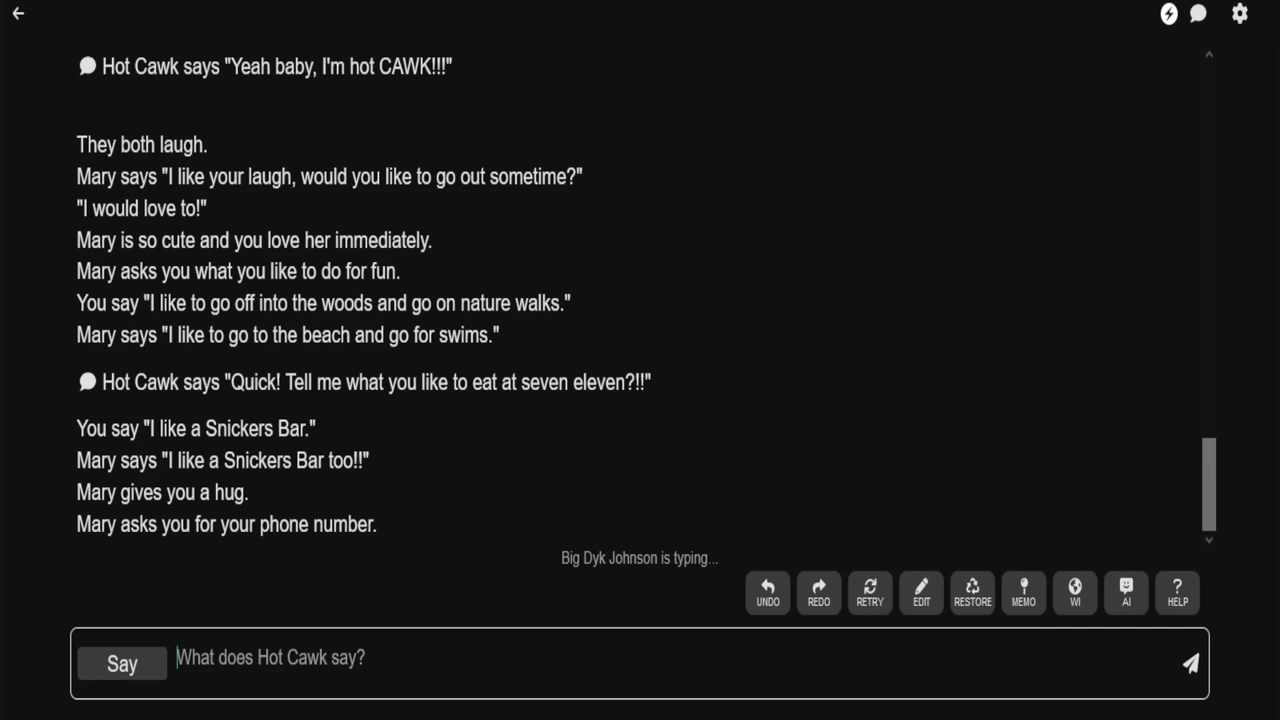 Hot Cawk says "Yeah baby, I'm hot CAWK!!!"
They both laugh.
Mary says "I like your laugh, would you like to go out sometime?"
"I would love to!"
Mary is so cute and you love her immediately.
Mary asks you what you like to do for fun.
You say "I like to go off into the woods and go on nature walks."
Mary says "I like to go to the beach and go for swims."
Hot Cawk says "Quick! Tell me what you like to eat at seven eleven?!!"
You say "I like a Snickers Bar."
Mary says "I like a Snickers Bar too!!"
Mary gives you a hug.
Mary asks you for your phone number.
Big Dyk Johnson is typing...
UNDO REDO RETRY EDIT RESTORE MEMO WI AI HELP
Say What does Hot Cawk say?